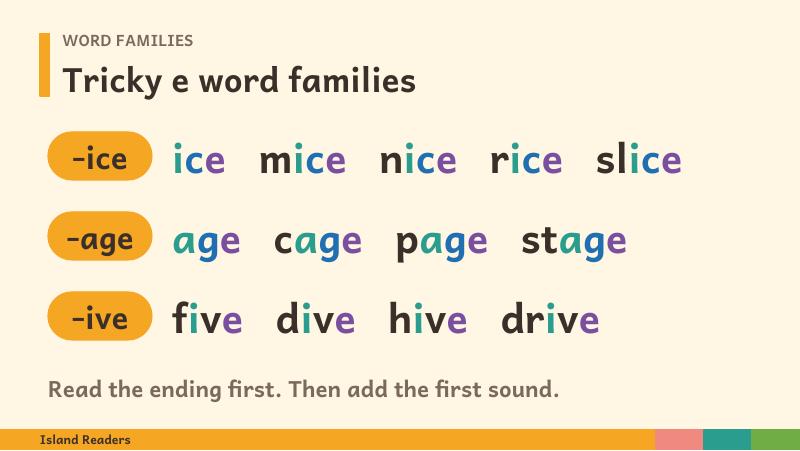 WORD FAMILIES
Tricky e word families
-ice ice mice nice rice slice
-age age cage page stage
-ive five dive hive drive
Read the ending first. Then add the first sound.
Island Readers